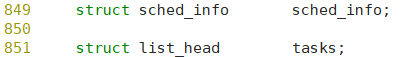 849 struct sched_info sched_info;
850
851 struct list_head tasks;